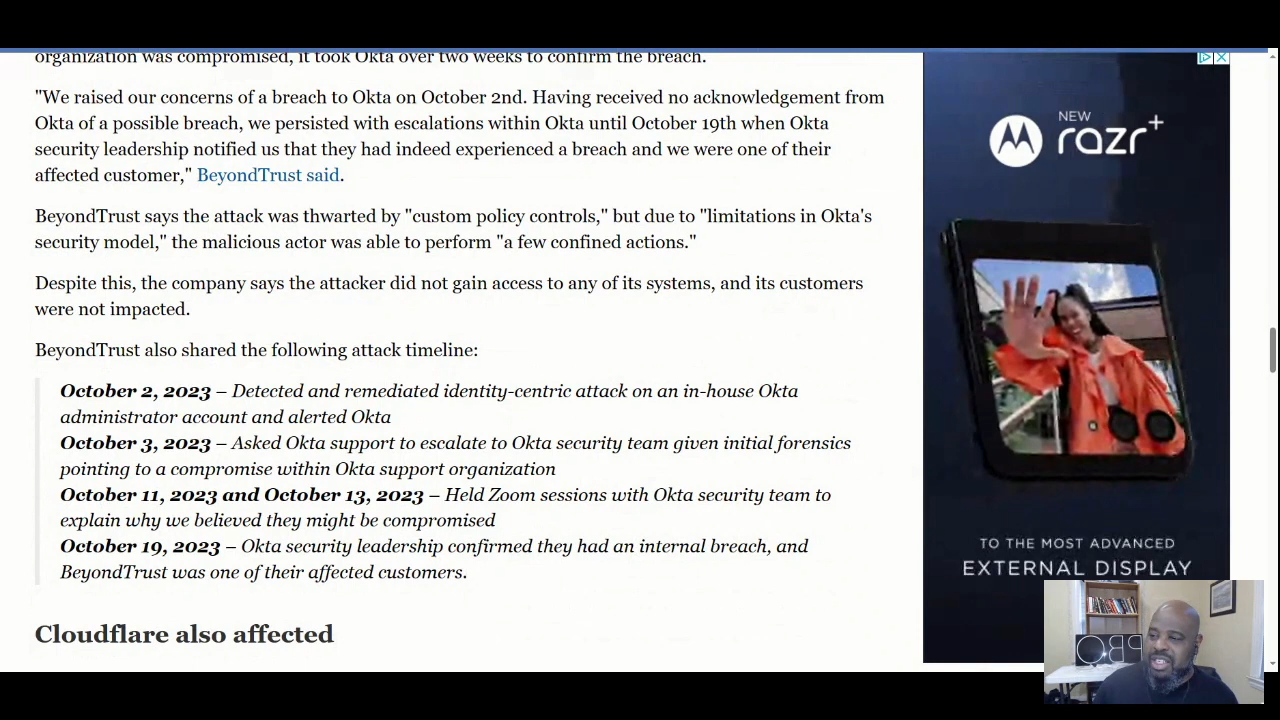 organization was compromised, it took Okta over two weeks to confirm the breach.
"We raised our concerns of a breach to Okta on October 2nd. Having received no acknowledgement from
Okta of a possible breach, we persisted with escalations within Okta until October 19th when Okta
security leadership notified us that they had indeed experienced a breach and we were one of their
affected customer," BeyondTrust said.
BeyondTrust says the attack was thwarted by "custom policy controls," but due to "limitations in Okta's
security model," the malicious actor was able to perform "a few confined actions."
Despite this, the company says the attacker did not gain access to any of its systems, and its customers
were not impacted.
BeyondTrust also shared the following attack timeline:
October 2, 2023 – Detected and remediated identity-centric attack on an in-house Okta
administrator account and alerted Okta
October 3, 2023 – Asked Okta support to escalate to Okta security team given initial forensics
pointing to a compromise within Okta support organization
October 11, 2023 and October 13, 2023 – Held Zoom sessions with Okta security team to
explain why we believed they might be compromised
October 19, 2023 – Okta security leadership confirmed they had an internal breach, and
BeyondTrust was one of their affected customers.
Cloudflare also affected
NEW
razr+
TO THE MOST ADVANCED
EXTERNAL DISPLAY